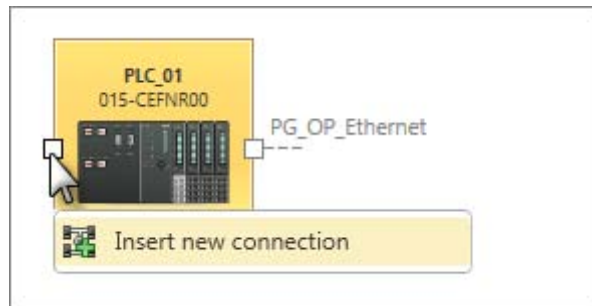 PLC_01
015-CEFNR00
PG_OP_Ethernet
Insert new connection